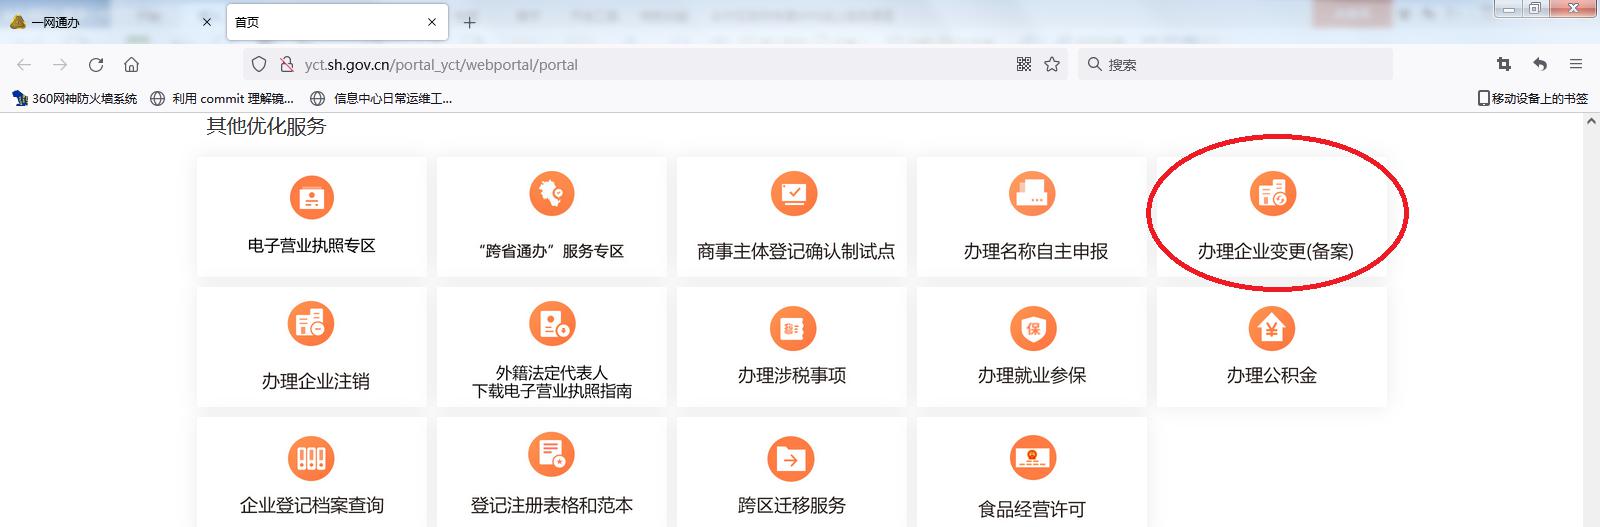 一网通办
首页
yct.sh.gov.cn/portal_yct/webportal/portal
搜索
360网神防火墙系统
利用 commit 理解镜...
信息中心日常运维工...
移动设备上的书签
其他优化服务
电子营业执照专区
“跨省通办”服务专区
商事主体登记确认制试点
办理名称自主申报
办理企业变更(备案)
办理企业注销
外籍法定代表人
下载电子营业执照指南
办理涉税事项
保
办理就业参保
¥
办理公积金
企业登记档案查询
登记注册表格和范本
跨区迁移服务
食品经营许可